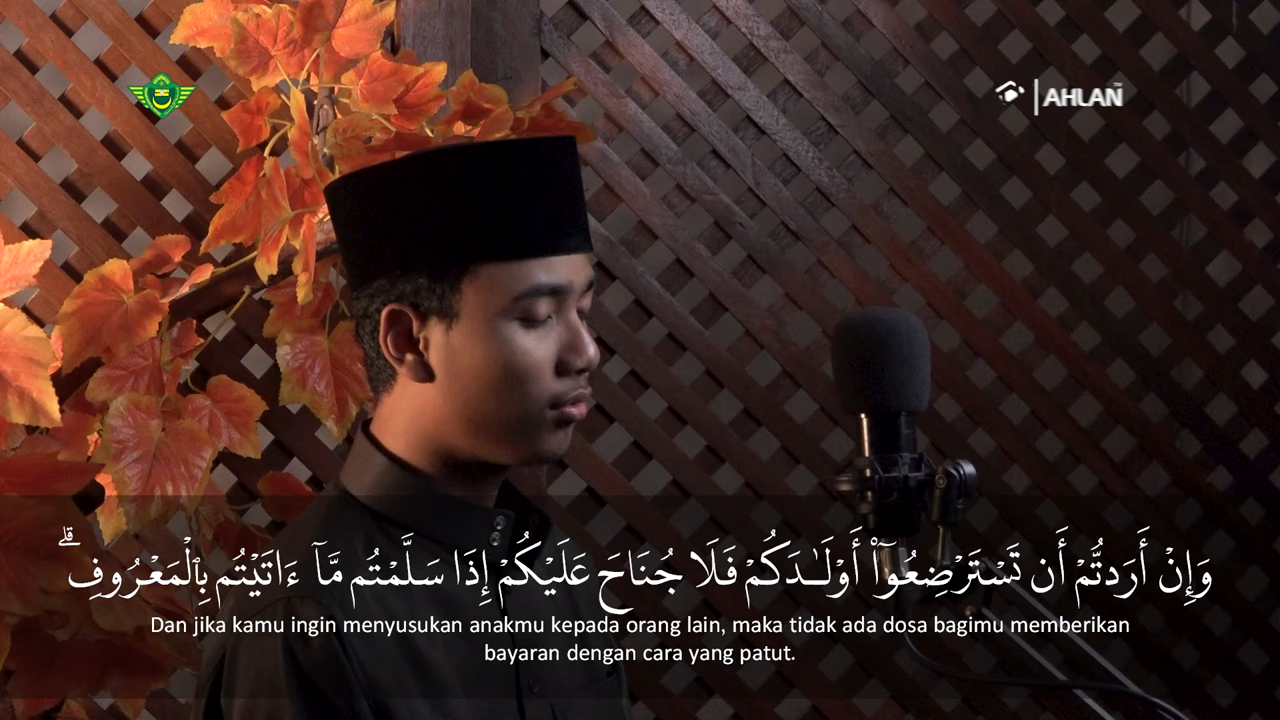 AHLAN
وَإِنْ أَرَدتُّمْ أَن تَسْتَرْضِعُوٓا۟ أَوْلَـٰدَكُمْ فَلَا جُنَاحَ عَلَيْكُمْ إِذَا سَلَّمْتُم مَّآ ءَاتَيْتُم بِٱلْمَعْرُوفِ ۗ
Dan jika kamu ingin menyusukan anakmu kepada orang lain, maka tidak ada dosa bagimu memberikan
bayaran dengan cara yang patut.